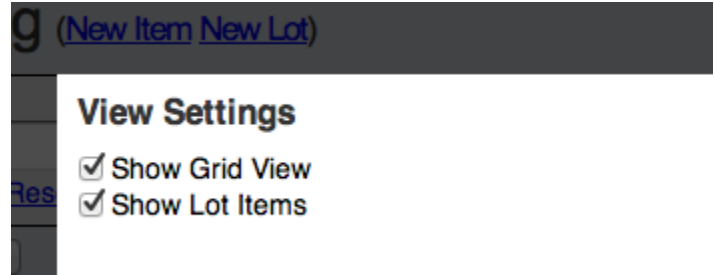 g (New Item New Lot)
View Settings
Show Grid View
Res
Show Lot Items